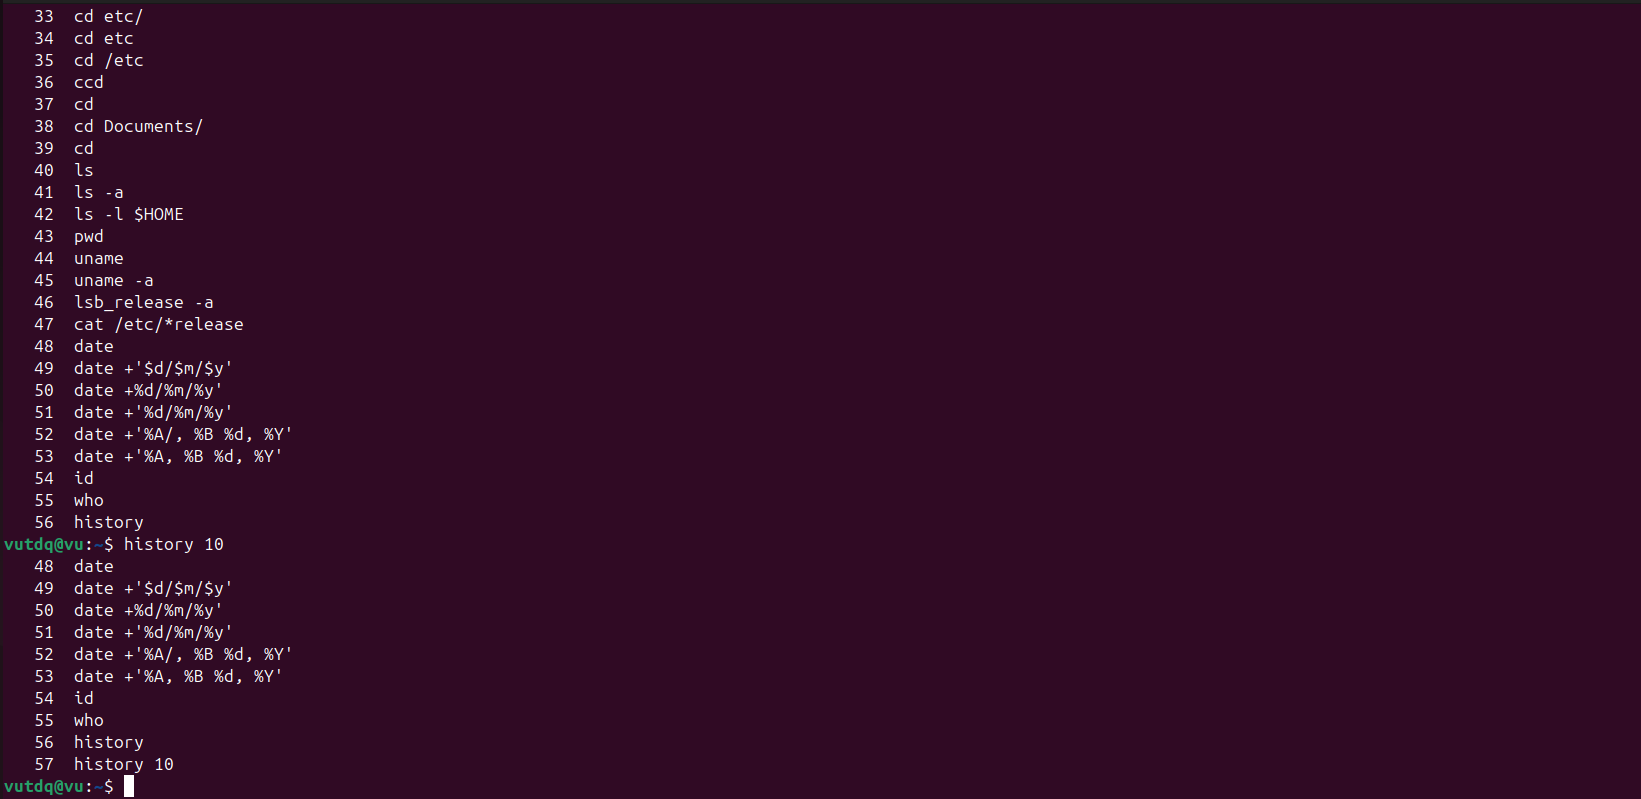 33  cd etc/
34  cd etc
35  cd /etc
36  ccd
37  cd
38  cd Documents/
39  cd
40  ls
41  ls -a
42  ls -l $HOME
43  pwd
44  uname
45  uname -a
46  lsb_release -a
47  cat /etc/*release
48  date
49  date +'$d/$m/$y'
50  date +%d/%m/%y'
51  date +'%d/%m/%y'
52  date +'%A/, %B %d, %Y'
53  date +'%A, %B %d, %Y'
54  id
55  who
56  history
vutdq@vu:~$ history 10
48  date
49  date +'$d/$m/$y'
50  date +%d/%m/%y'
51  date +'%d/%m/%y'
52  date +'%A/, %B %d, %Y'
53  date +'%A, %B %d, %Y'
54  id
55  who
56  history
57  history 10
vutdq@vu:~$